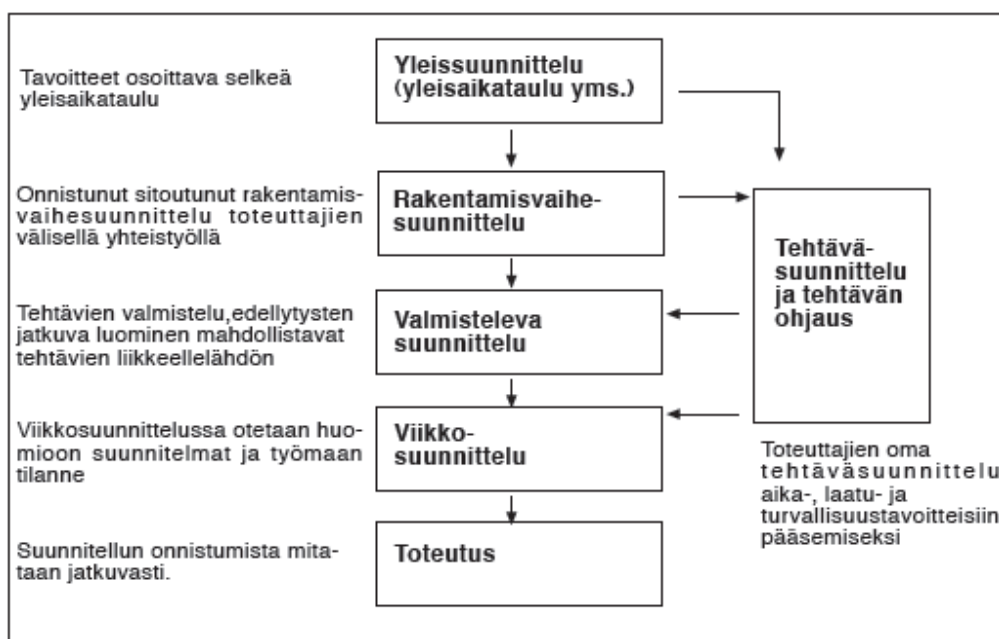 Tavoitteet osoittava selkeä
yleisaikataulu
Yleissuunnittelu
(yleisaikataulu yms.)
Onnistunut sitoutunut rakentamis-
vaihesuunnittelu toteuttajien
välisellä yhteistyöllä
Rakentamisvaihe-
suunnittelu
Tehtävä-
suunnittelu
ja tehtävän
ohjaus
Tehtävien valmistelu,edellytysten
jatkuva luominen mahdollistavat
tehtävien liikkeellelähdön
Valmisteleva
suunnittelu
Viikkosuunnittelussa otetaan huo-
mioon suunnitelmat ja työmaan
tilanne
Viikko-
suunnittelu
Toteuttajien oma
tehtäväsuunnittelu
aika-, laatu- ja
turvallisuustavoitteisiin
pääsemiseksi
Suunnitellun onnistumista mita-
taan jatkuvasti.
Toteutus